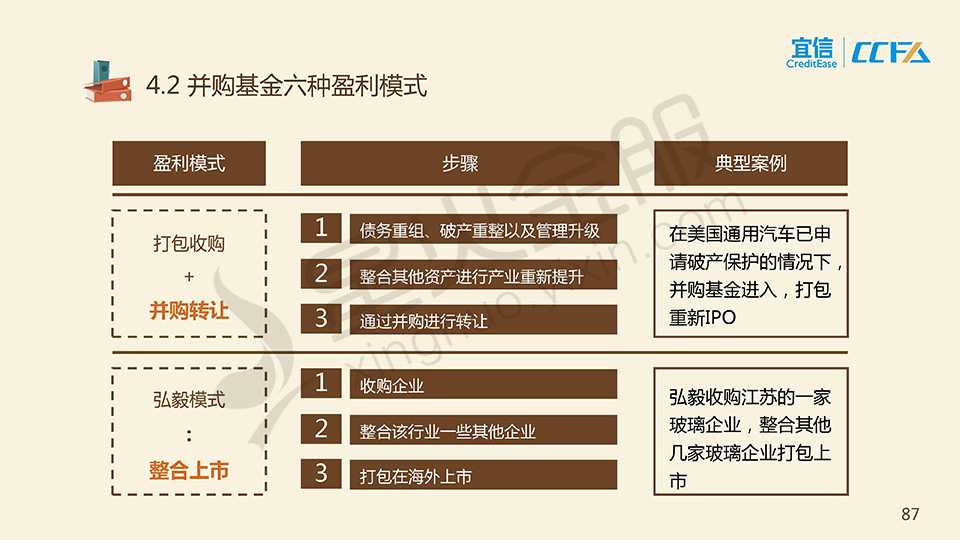 宜信
CreditEase
CCFA
4.2 并购基金六种盈利模式
盈利模式
步骤
典型案例
打包收购
+
并购转让
1 债务重组、破产重整以及管理升级
2 整合其他资产进行产业重新提升
3 通过并购进行转让
在美国通用汽车已申
请破产保护的情况下，
并购基金进入，打包
重新IPO
弘毅模式
：
整合上市
1 收购企业
2 整合该行业一些其他企业
3 打包在海外上市
弘毅收购江苏的一家
玻璃企业，整合其他
几家玻璃企业打包上
市
星火金服
xinghuo.yixin.com
87